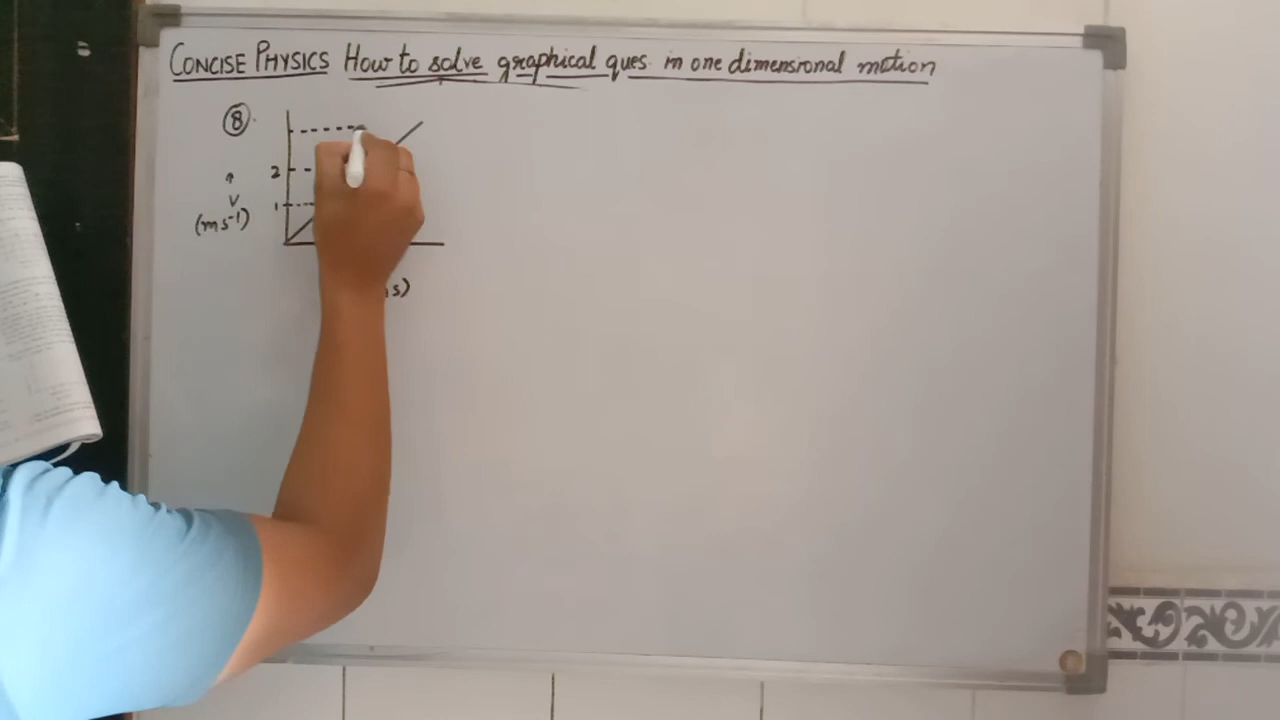 CONCISE PHYSICS How to solve graphical ques. in one dimensional motion
8
2
v
1
(ms⁻¹)
s)